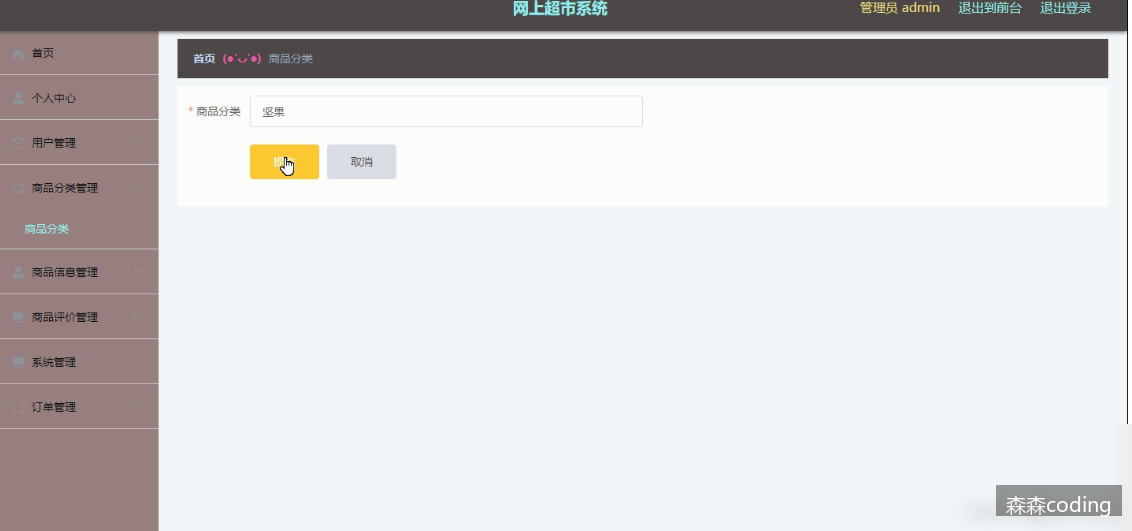 网上超市系统
管理员 admin 退出到前台 退出登录
首页
个人中心
用户管理
商品分类管理
商品分类
商品信息管理
商品评价管理
系统管理
订单管理
首页 (●'◡'●) 商品分类
* 商品分类 坚果
取消
森森coding